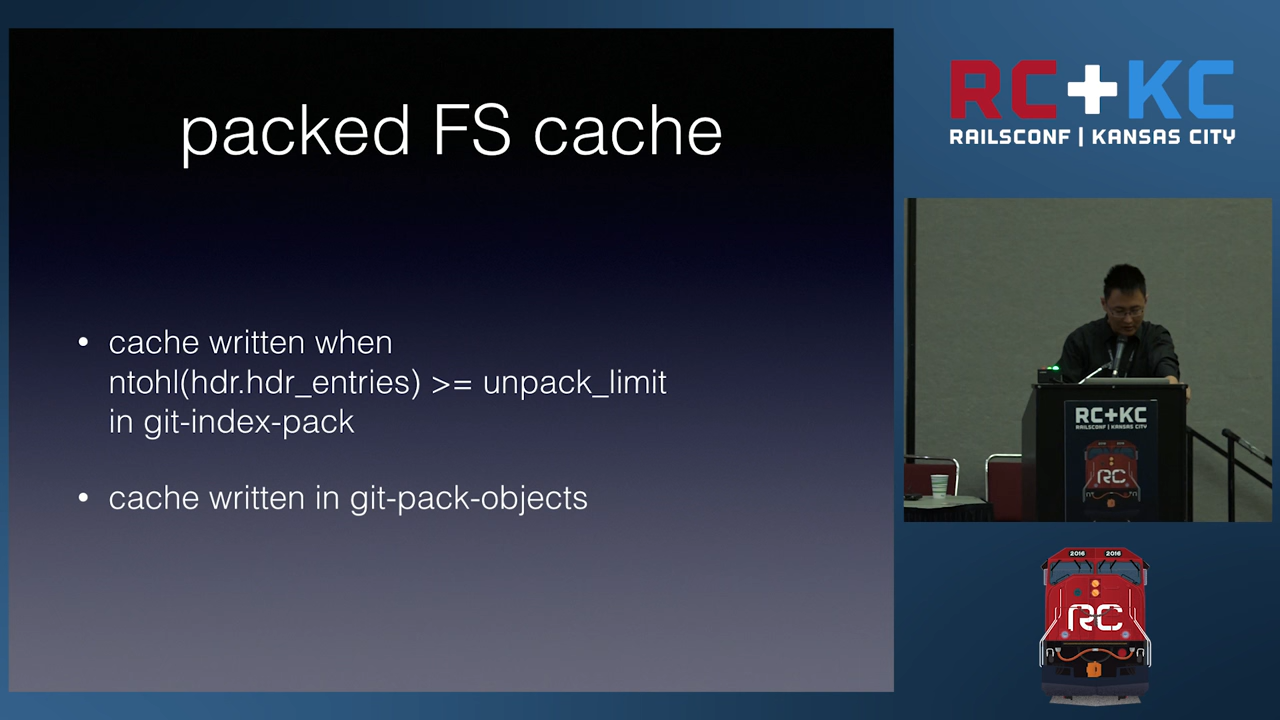 packed FS cache
• cache written when
ntohl(hdr.hdr_entries) >= unpack_limit
in git-index-pack
• cache written in git-pack-objects
RC+KC
RAILSCONF | KANSAS CITY
RC+KC
RAILSCONF | KANSAS CITY
RC
2016 2016
RC